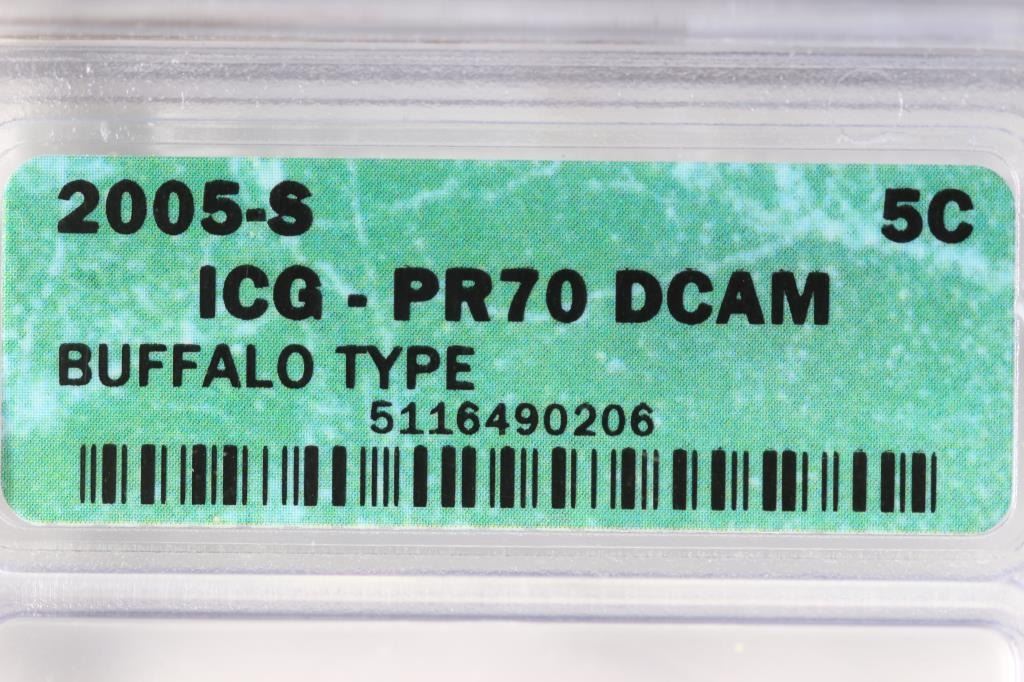 2005-S 5C
ICG - PR70 DCAM
BUFFALO TYPE
5116490206